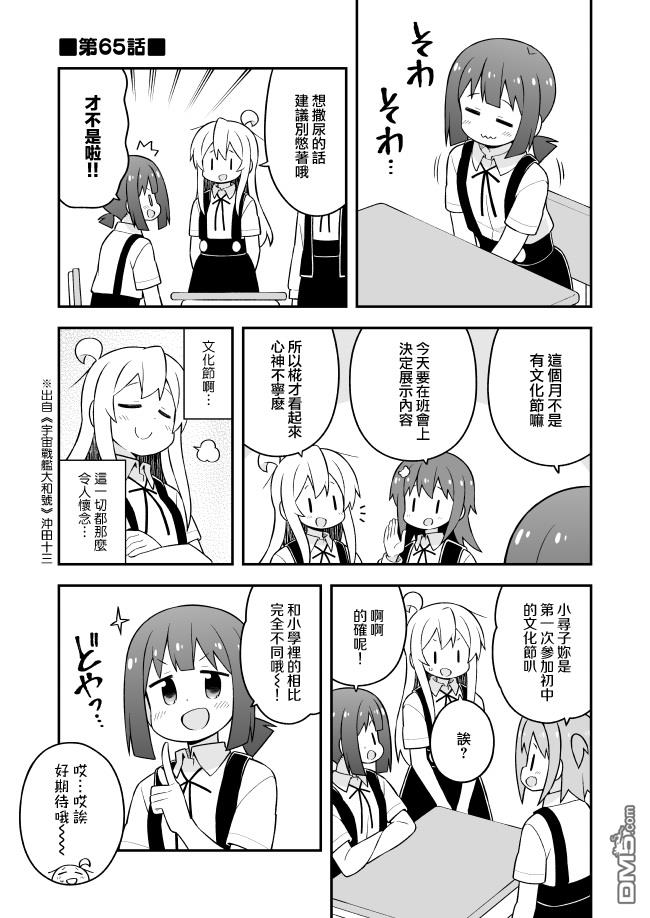 ■第65話■
そわ
そわ…
想撒尿的話
建議別憋著哦
才不是啦!!
這個月不是
有文化節嘛
今天要在班會上
決定展示內容
所以椛才看起來
心神不寧麼
文化節啊…
這一切都那麼
令人懷念…
※出自《宇宙戰艦大和號》沖田十三
小尋子妳是
第一次參加初中
的文化節叭
誒?
啊啊
的確呢!
和小學裡的相比
完全不同哦~!
どやっ…
哎…哎誒
好期待哦~~~
DM5.com